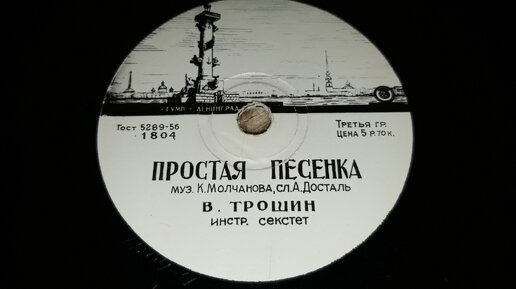 ГУМП - ЛЕНИНГРАД
ГОСТ 5289-56
1804
ТРЕТЬЯ ГР.
ЦЕНА 5 Р. 70 К.
ПРОСТАЯ ПЕСЕНКА
МУЗ. К. МОЛЧАНОВА, СЛ. А. ДОСТАЛЬ
В. ТРОШИН
ИНСТР. СЕКСТЕТ